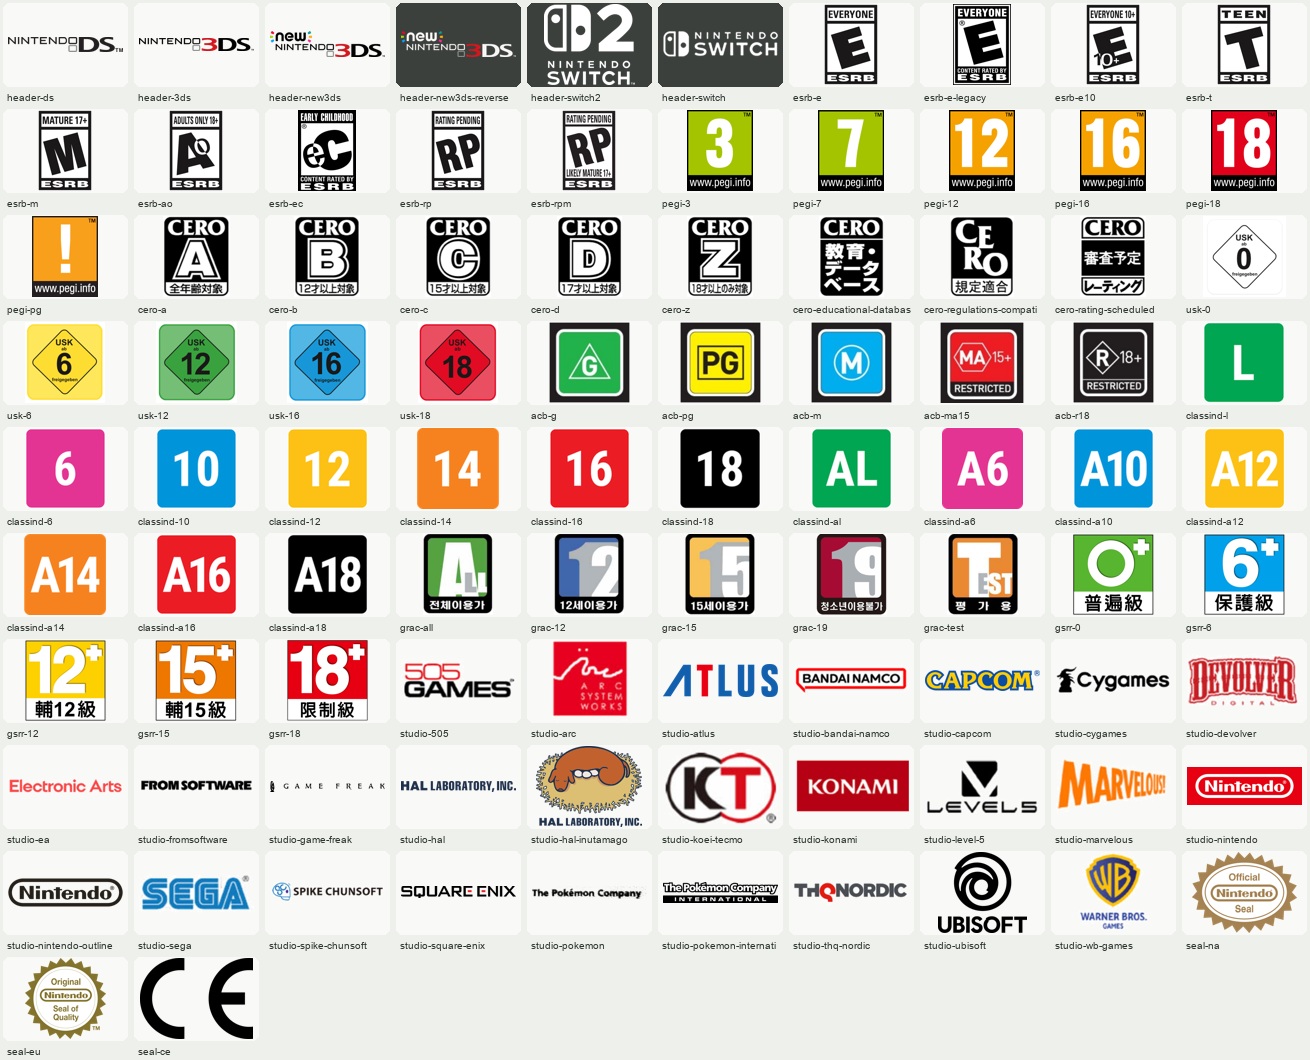 NINTENDO DS™
NINTENDO 3DS.
new NINTENDO 3DS.
new NINTENDO 3DS.
2 NINTENDO SWITCH™
NINTENDO SWITCH
EVERYONE E ESRB
EVERYONE E CONTENT RATED BY ESRB
EVERYONE 10+ E 10+ ESRB
TEEN T ESRB
header-ds
header-3ds
header-new3ds
header-new3ds-reverse
header-switch2
header-switch
esrb-e
esrb-e-legacy
esrb-e10
esrb-t
MATURE 17+ M ESRB
ADULTS ONLY 18+ Ao ESRB
EARLY CHILDHOOD eC CONTENT RATED BY ESRB
RATING PENDING RP ESRB
RATING PENDING RP LIKELY MATURE 17+ ESRB
3 ™ www.pegi.info
7 ™ www.pegi.info
12 ™ www.pegi.info
16 ™ www.pegi.info
18 ™ www.pegi.info
esrb-m
esrb-ao
esrb-ec
esrb-rp
esrb-rpm
pegi-3
pegi-7
pegi-12
pegi-16
pegi-18
! ™ www.pegi.info
CERO A 全年齢対象
CERO B 12才以上対象
CERO C 15才以上対象
CERO D 17才以上対象
CERO Z 18才以上のみ対象
CERO 教育・データベース
CERO 規定適合
CERO 審査予定 レーティング
USK ab 0 freigegeben
pegi-pg
cero-a
cero-b
cero-c
cero-d
cero-z
cero-educational-databas
cero-regulations-compati
cero-rating-scheduled
usk-0
USK ab 6 freigegeben
USK ab 12 freigegeben
USK ab 16 freigegeben
USK ab 18 freigegeben
G
PG
M
MA 15+ RESTRICTED
R 18+ RESTRICTED
L
usk-6
usk-12
usk-16
usk-18
acb-g
acb-pg
acb-m
acb-ma15
acb-r18
classind-l
6
10
12
14
16
18
AL
A6
A10
A12
classind-6
classind-10
classind-12
classind-14
classind-16
classind-18
classind-al
classind-a6
classind-a10
classind-a12
A14
A16
A18
ALL 전체이용가
12 12세이용가
15 15세이용가
19 청소년이용불가
TEST 평가용
0+ 普遍級
6+ 保護級
classind-a14
classind-a16
classind-a18
grac-all
grac-12
grac-15
grac-19
grac-test
gsrr-0
gsrr-6
12+ 輔12級
15+ 輔15級
18+ 限制級
505 GAMES™
arc ARC SYSTEM WORKS
ATLUS
BANDAI NAMCO
CAPCOM®
Cygames
DEVOLVER DIGITAL
gsrr-12
gsrr-15
gsrr-18
studio-505
studio-arc
studio-atlus
studio-bandai-namco
studio-capcom
studio-cygames
studio-devolver
Electronic Arts
FROMSOFTWARE
GAME FREAK
HAL LABORATORY, INC.
HAL LABORATORY, INC.
KT®
KONAMI
LEVEL5
MARVELOUS!
Nintendo®
studio-ea
studio-fromsoftware
studio-game-freak
studio-hal
studio-hal-inutamago
studio-koei-tecmo
studio-konami
studio-level-5
studio-marvelous
studio-nintendo
Nintendo®
SEGA®
SPIKE CHUNSOFT
SQUARE ENIX
The Pokémon Company
The Pokémon Company INTERNATIONAL
THQNORDIC
UBISOFT
WB WARNER BROS. GAMES
Official Nintendo Seal
studio-nintendo-outline
studio-sega
studio-spike-chunsoft
studio-square-enix
studio-pokemon
studio-pokemon-internati
studio-thq-nordic
studio-ubisoft
studio-wb-games
seal-na
Original Nintendo Seal of Quality ™
CE
seal-eu
seal-ce